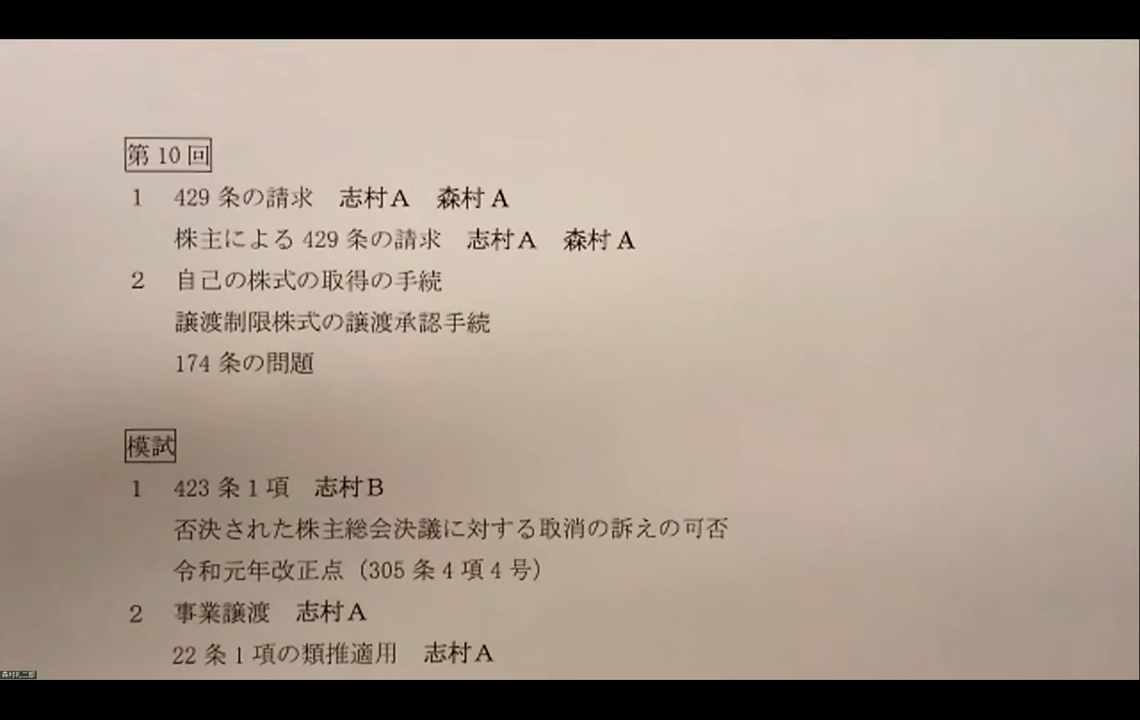 第10回
1 429条の請求 志村A 森村A
株主による429条の請求 志村A 森村A
2 自己の株式の取得の手続
譲渡制限株式の譲渡承認手続
174条の問題
模試
1 423条1項 志村B
否決された株主総会決議に対する取消の訴えの可否
令和元年改正点（305条4項4号）
2 事業譲渡 志村A
22条1項の類推適用 志村A